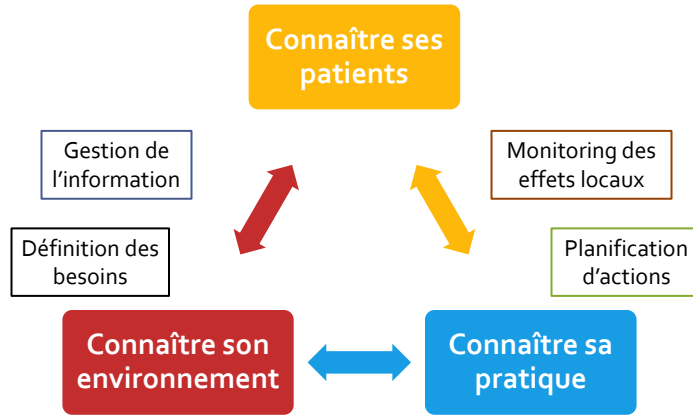 Connaître ses
patients
Gestion de
l'information
Monitoring des
effets locaux
Définition des
besoins
Planification
d'actions
Connaître son
environnement
Connaître sa
pratique